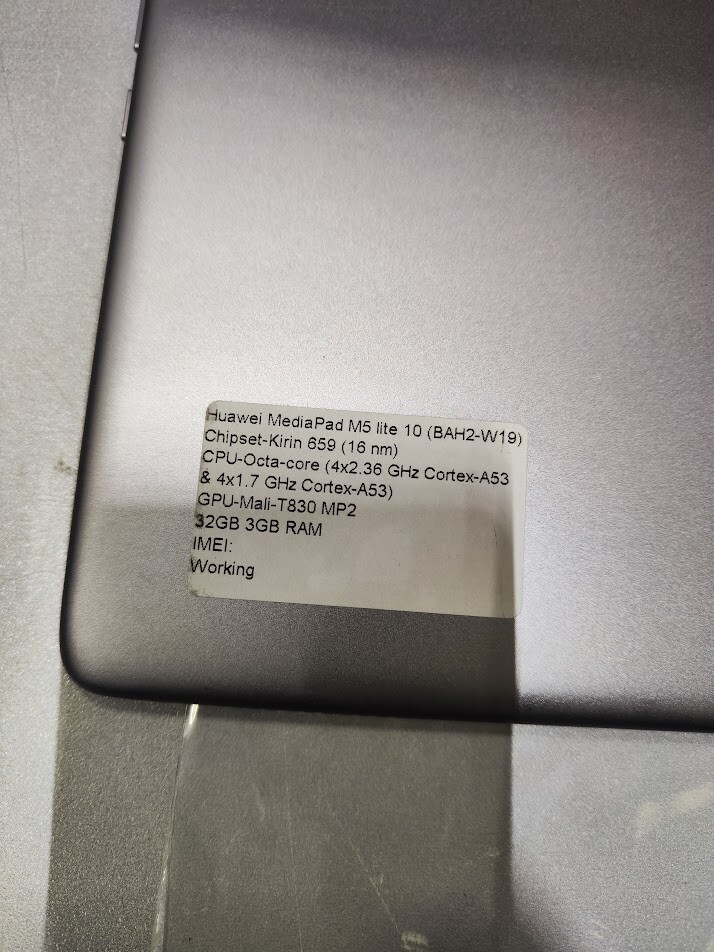 Huawei MediaPad M5 lite 10 (BAH2-W19)
Chipset-Kirin 659 (16 nm)
CPU-Octa-core (4x2.36 GHz Cortex-A53
& 4x1.7 GHz Cortex-A53)
GPU-Mali-T830 MP2
32GB 3GB RAM
IMEI:
Working